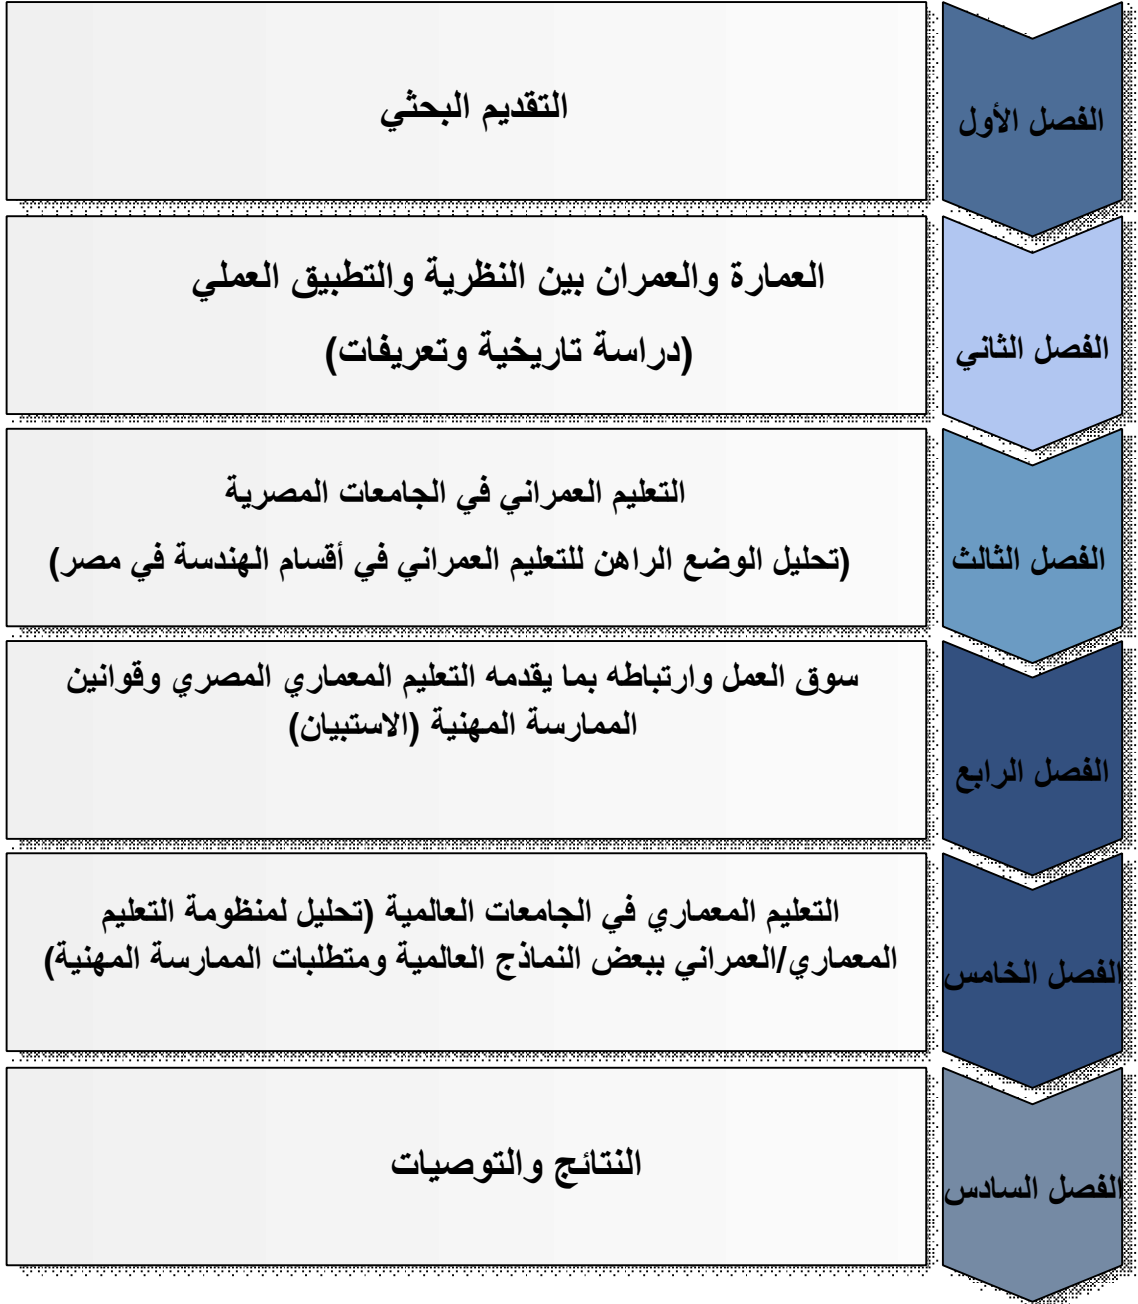 الفصل الأول
التقديم البحثي
الفصل الثاني
العمارة والعمران بين النظرية والتطبيق العملي
(دراسة تاريخية وتعريفات)
الفصل الثالث
التعليم العمراني في الجامعات المصرية
(تحليل الوضع الراهن للتعليم العمراني في أقسام الهندسة في مصر)
الفصل الرابع
سوق العمل وارتباطه بما يقدمه التعليم المعماري المصري وقوانين
الممارسة المهنية (الاستبيان)
الفصل الخامس
التعليم المعماري في الجامعات العالمية (تحليل لمنظومة التعليم
المعماري/العمراني ببعض النماذج العالمية ومتطلبات الممارسة المهنية)
الفصل السادس
النتائج والتوصيات